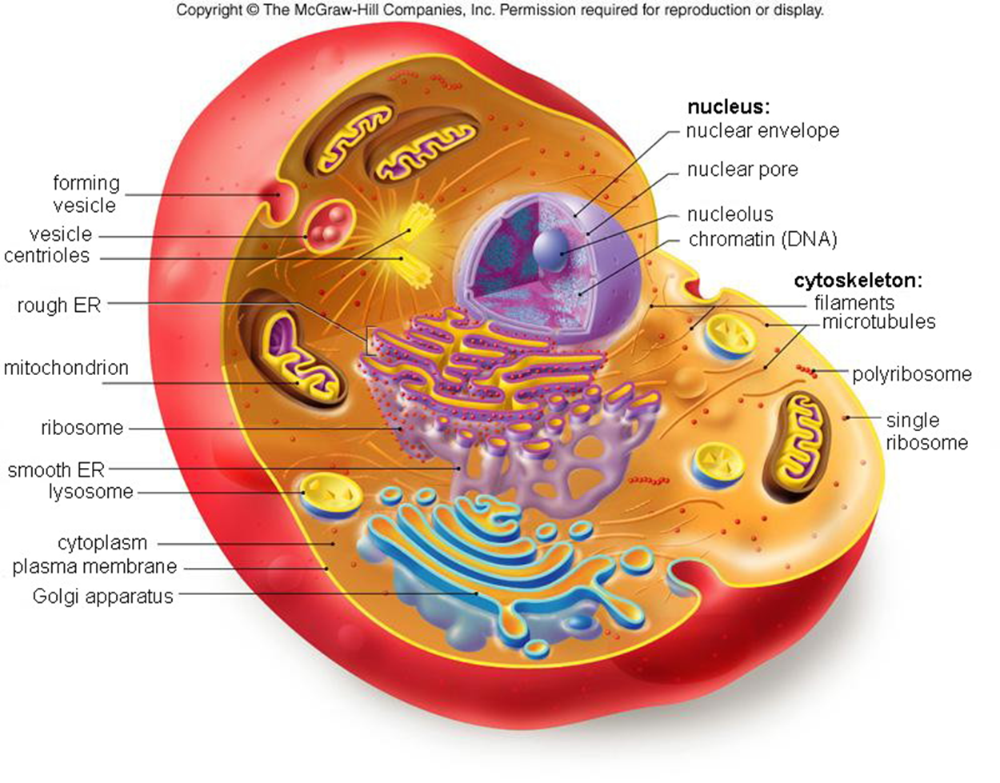 Copyright © The McGraw-Hill Companies, Inc. Permission required for reproduction or display.
forming
vesicle
vesicle
centrioles
rough ER
mitochondrion
ribosome
smooth ER
lysosome
cytoplasm
plasma membrane
Golgi apparatus
nucleus:
nuclear envelope
nuclear pore
nucleolus
chromatin (DNA)
cytoskeleton:
filaments
microtubules
polyribosome
single
ribosome